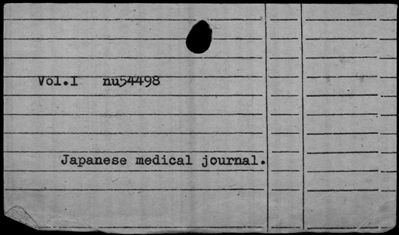 Vol.I nu54498
Japanese medical journal.